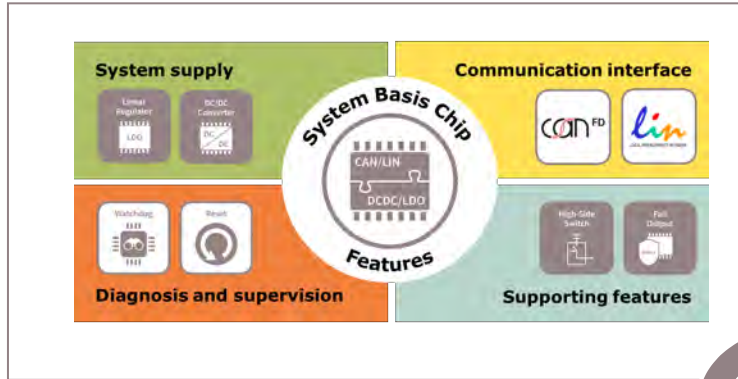 System supply
Linear
Regulator
LDO
DC/DC
Converter
DC
DC
Communication interface
CAN FD
lin
System Basis Chip
CAN/LIN
DCDC/LDO
Features
Watchdog
Reset
Diagnosis and supervision
High-Side
Switch
Fail
Output
Supporting features